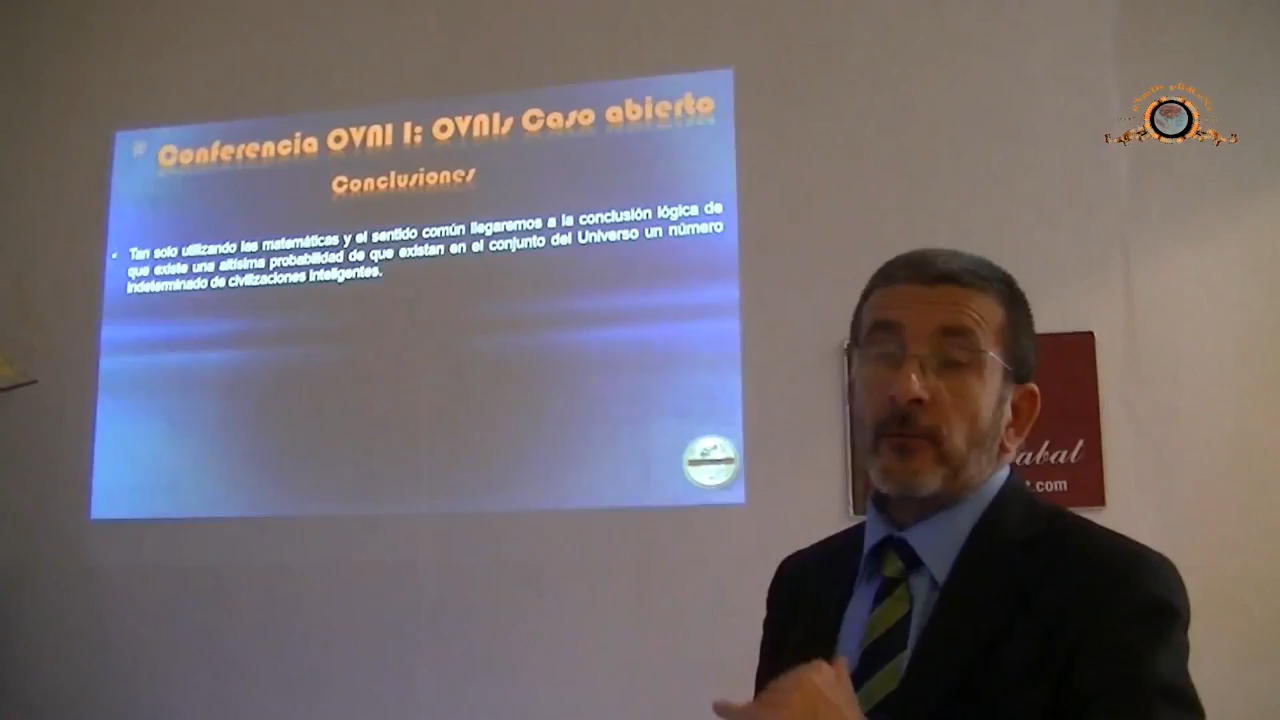 Conferencia OVNI I: OVNIs Caso abierto
Conclusiones
• Tan solo utilizando las matemáticas y el sentido común llegaremos a la conclusión lógica de
que existe una altísima probabilidad de que existan en el conjunto del Universo un número
indeterminado de civilizaciones inteligentes.
abat
t.com